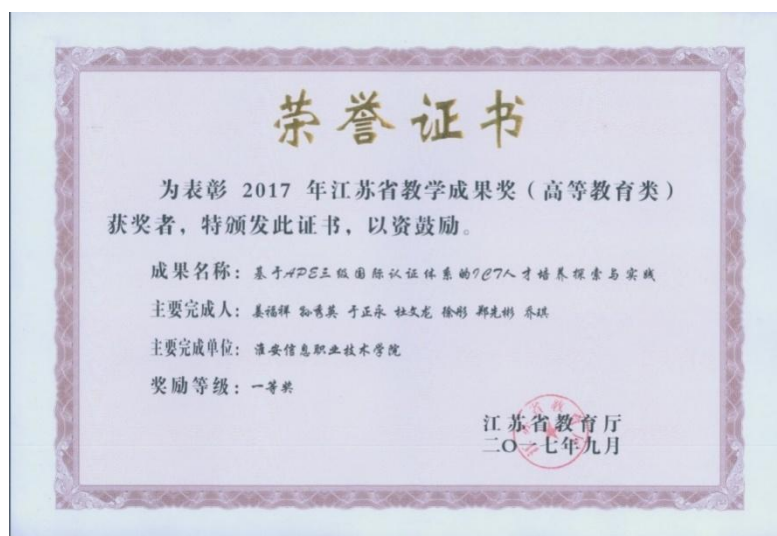 荣誉证书
为表彰 2017 年江苏省教学成果奖（高等教育类）
获奖者，特颁发此证书，以资鼓励。
成果名称：基于APE三级国际认证体系的ICT人才培养探索与实践
主要完成人：姜福祥 孙秀英 于正永 杜文龙 徐彤 郑先彬 乔琪
主要完成单位：淮安信息职业技术学院
奖励等级：一等奖
江苏省教育厅
二〇一七年九月